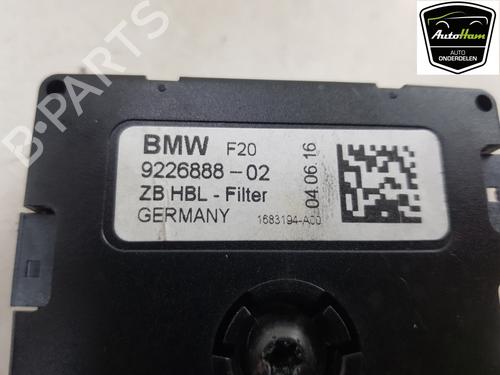 AutoHam
AUTO
ONDERDELEN
B-PARTS
BMW F20
9226888-02
ZB HBL - Filter
GERMANY
1683194-A00
04.06.16